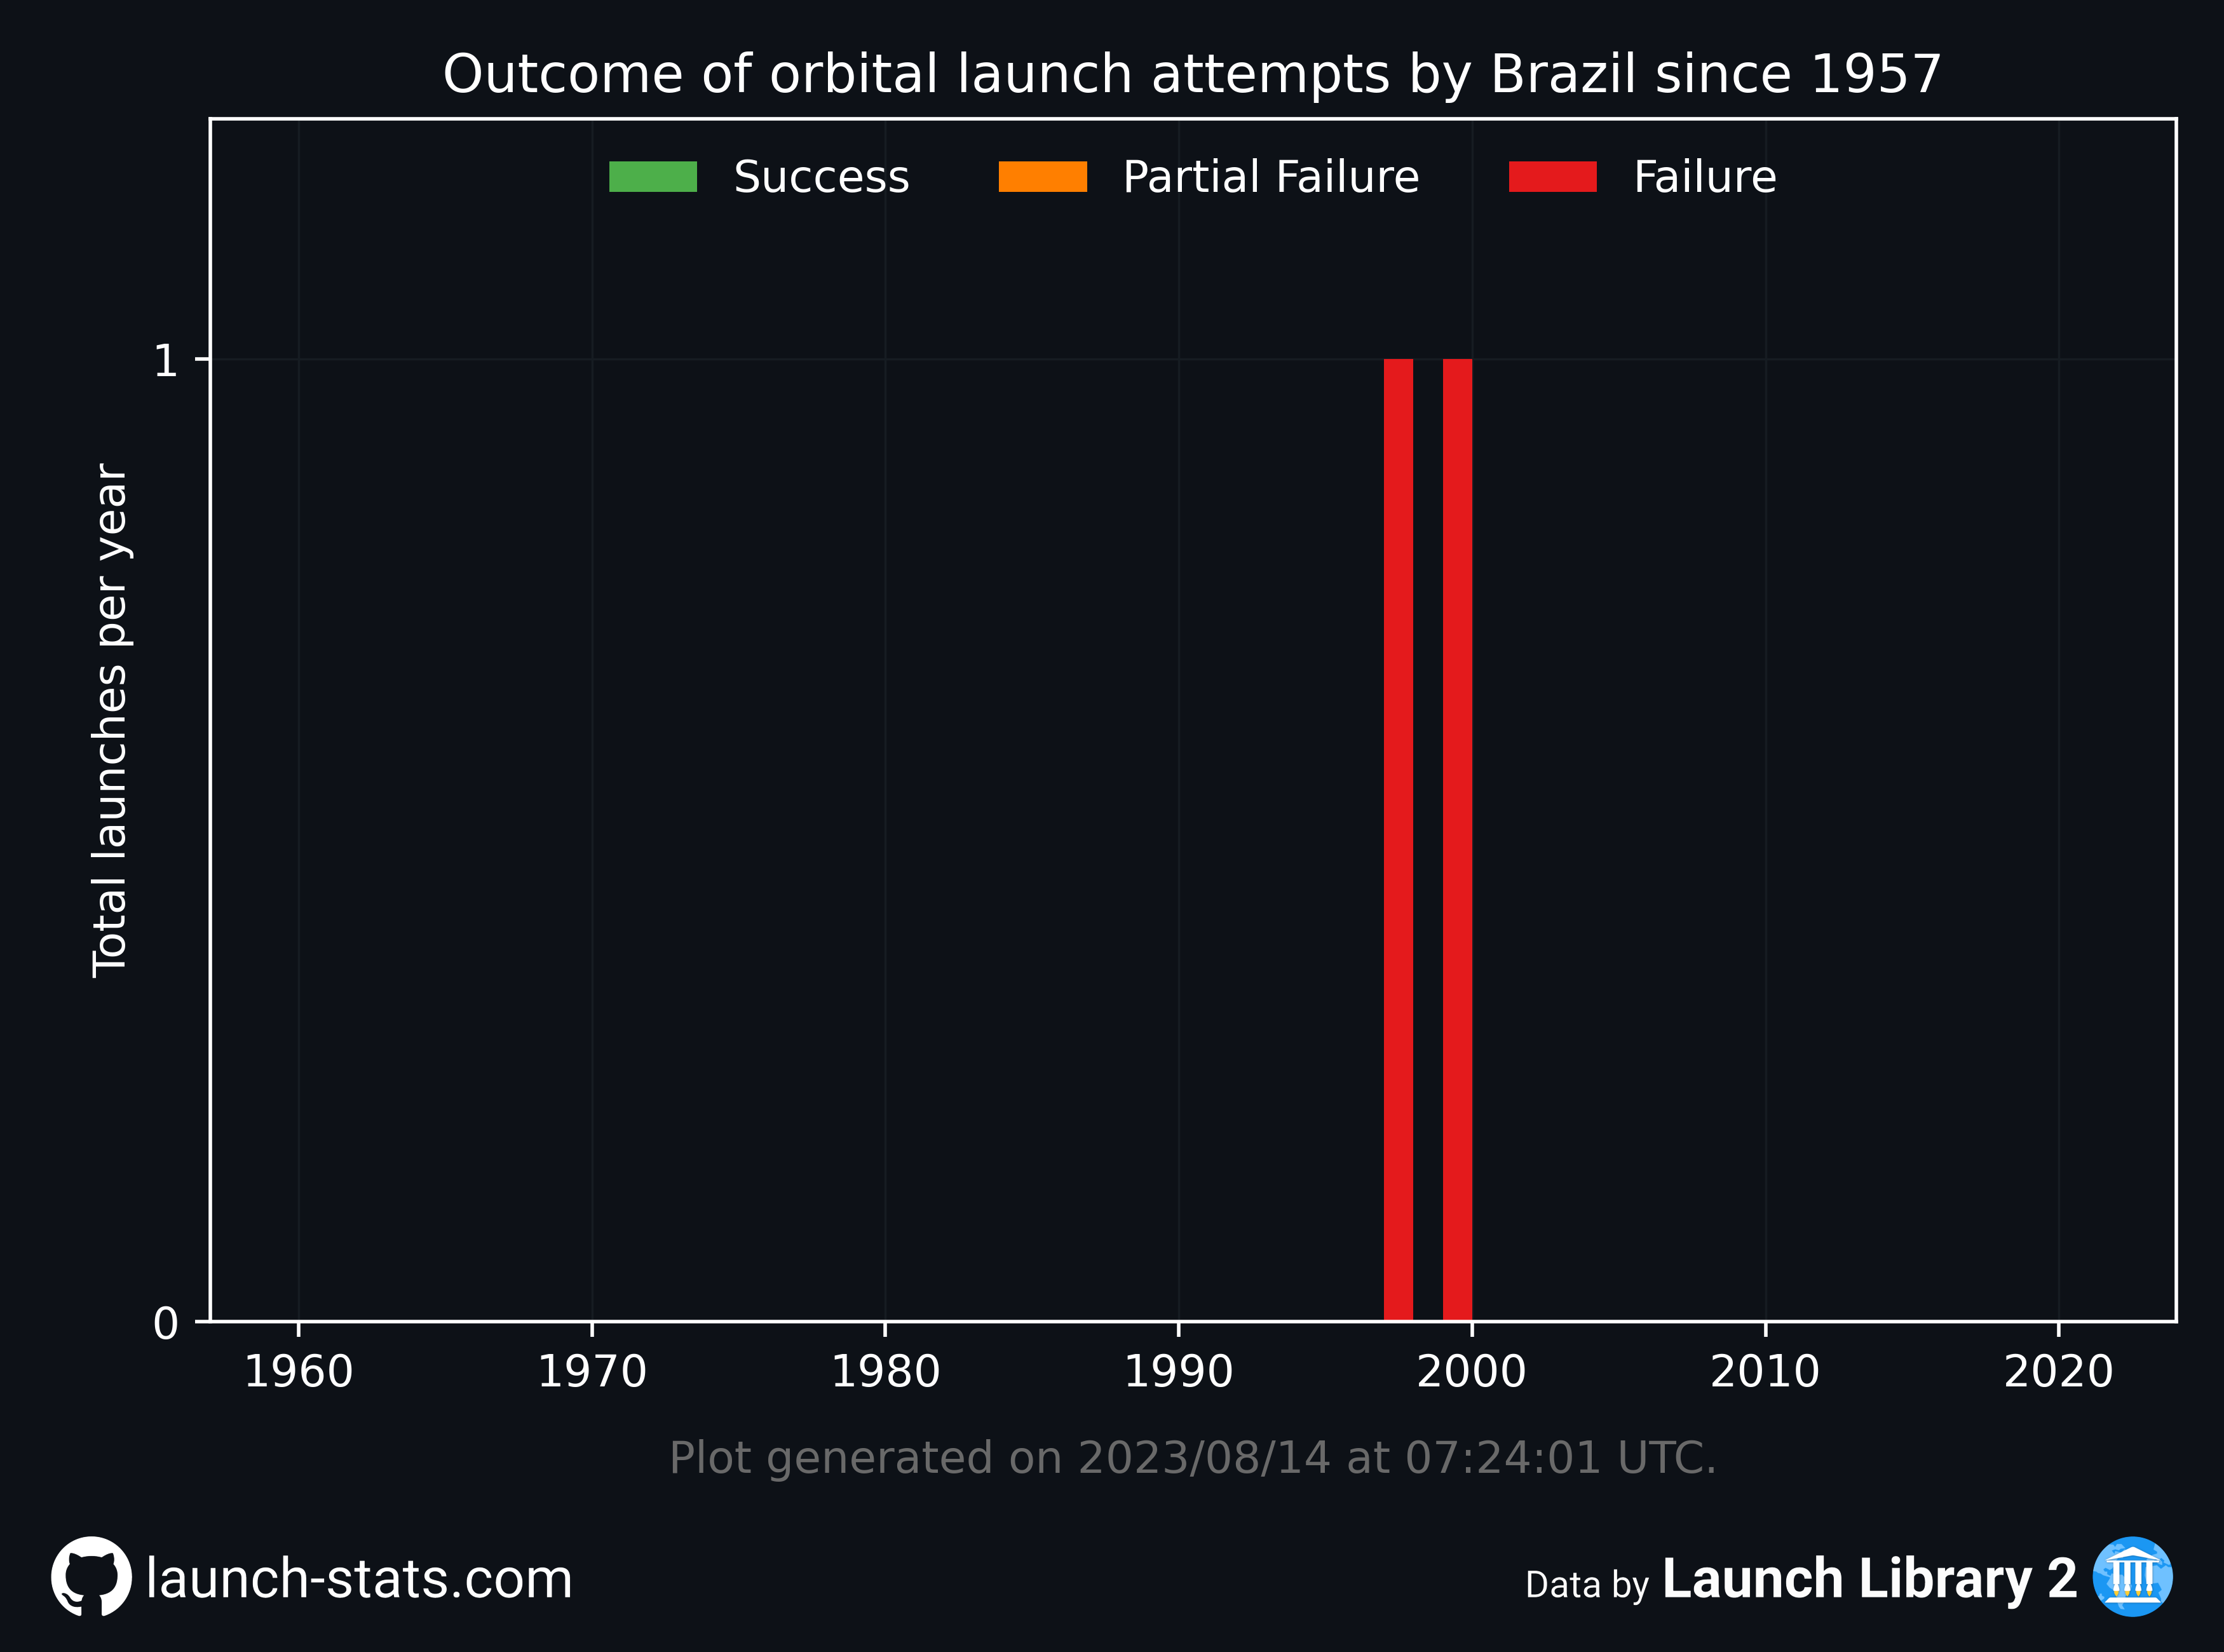 Outcome of orbital launch attempts by Brazil since 1957
Success Partial Failure Failure
Total launches per year
1
0
1960 1970 1980 1990 2000 2010 2020
Plot generated on 2023/08/14 at 07:24:01 UTC.
launch-stats.com
Data by Launch Library 2